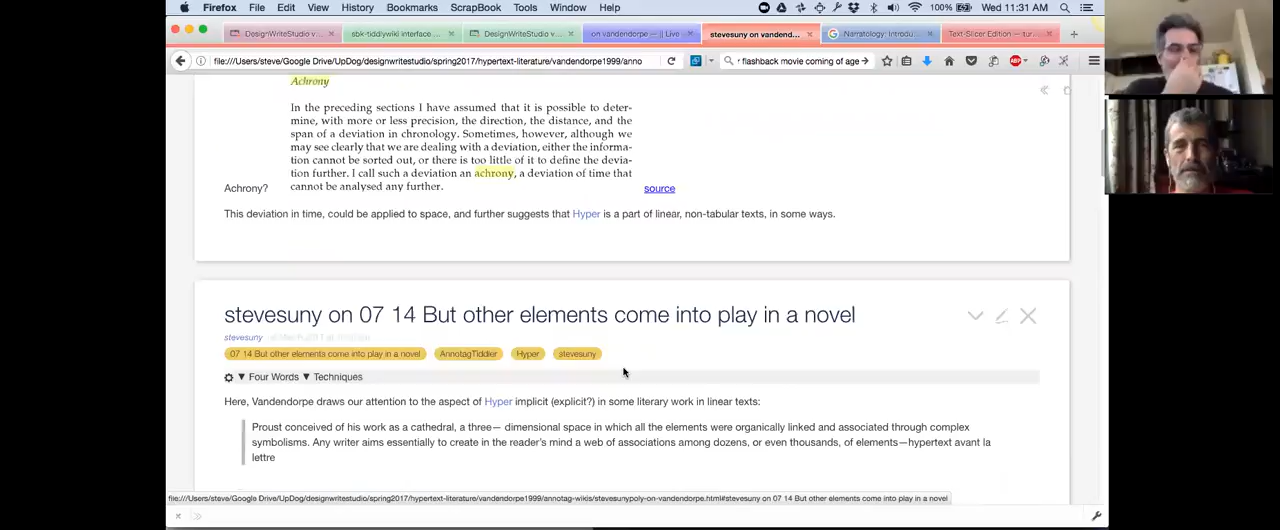 Firefox File Edit View History Bookmarks ScrapBook Tools Window Help 100% Wed 11:31 AM
DesignWriteStudio v... sbk-tiddlywiki interface... DesignWriteStudio v... on vandendorpe — || Live stevesuny on vandend... Narratology: Introdu... Text-Slicer Edition — tur...
file:///Users/steve/Google Drive/UpDog/designwritestudio/spring2017/hypertext-literature/vandendorpe1999/anno flashback movie coming of age
Achrony
In the preceding sections I have assumed that it is possible to deter-
mine, with more or less precision, the direction, the distance, and the
span of a deviation in chronology. Sometimes, however, although we
may see clearly that we are dealing with a deviation, either the informa-
tion cannot be sorted out, or there is too little of it to define the devia-
tion further. I call such a deviation an achrony, a deviation of time that
cannot be analysed any further.
Achrony? source
This deviation in time, could be applied to space, and further suggests that Hyper is a part of linear, non-tabular texts, in some ways.
stevesuny on 07 14 But other elements come into play in a novel
stevesuny
07 14 But other elements come into play in a novel AnnotagTiddler Hyper stevesuny
▼ Four Words ▼ Techniques
Here, Vandendorpe draws our attention to the aspect of Hyper implicit (explicit?) in some literary work in linear texts:
Proust conceived of his work as a cathedral, a three— dimensional space in which all the elements were organically linked and associated through complex
symbolisms. Any writer aims essentially to create in the reader's mind a web of associations among dozens, or even thousands, of elements—hypertext avant la
lettre
file:///Users/steve/Google Drive/UpDog/designwritestudio/spring2017/hypertext-literature/vandendorpe1999/annotag-wikis/stevesunypoly-on-vandendorpe.html#stevesuny on 07 14 But other elements come into play in a novel